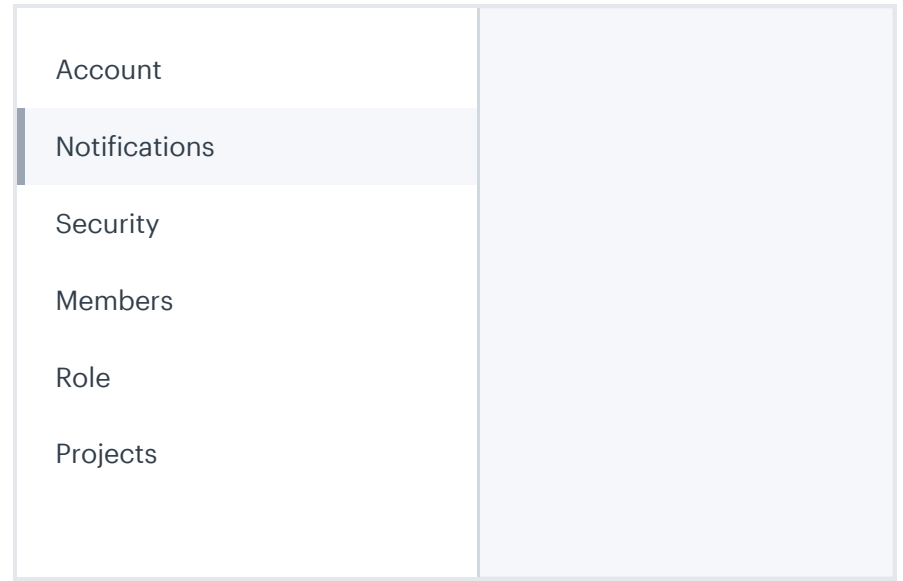 Account
Notifications
Security
Members
Role
Projects